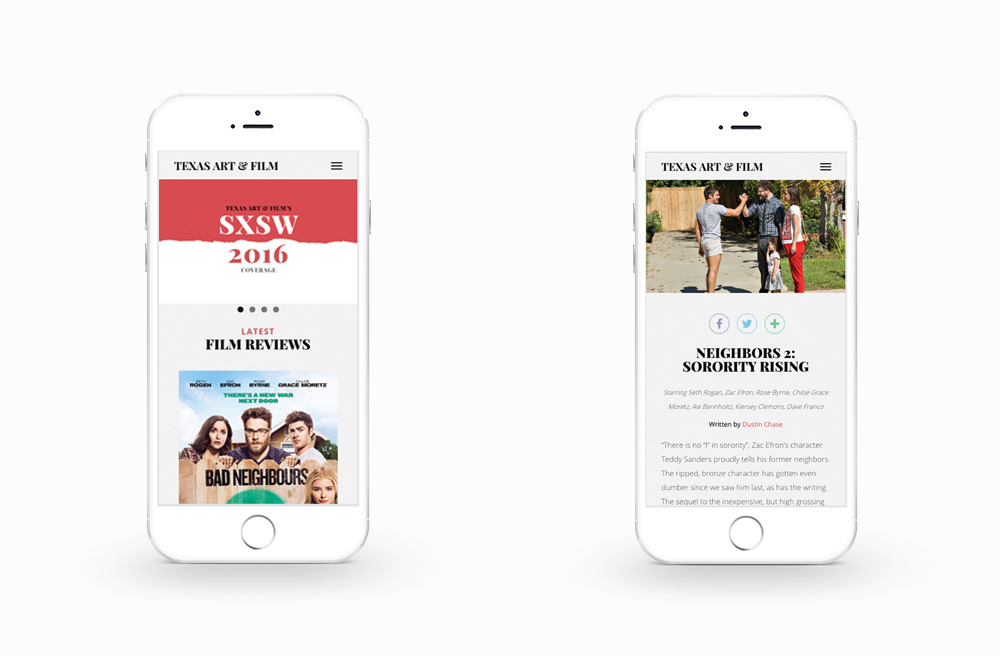 TEXAS ART & FILM
TEXAS ART & FILM'S
SXSW
2016
COVERAGE
LATEST
FILM REVIEWS
SETH ROGEN ZAC EFRON ROSE BYRNE CHLOË GRACE MORETZ
THERE'S A NEW WAR
NEXT DOOR
BAD NEIGHBOURS
TEXAS ART & FILM
NEIGHBORS 2:
SORORITY RISING
Starring Seth Rogan, Zac Efron, Rose Byrne, Chloë Grace
Moretz, Ike Barinholtz, Kiersey Clemons, Dave Franco
Written by Dustin Chase
"There is no "I" in sorority", Zac Efron's character
Teddy Sanders proudly tells his former neighbors.
The ripped, bronze character has gotten even
dumber since we saw him last, as has the writing.
The sequel to the inexpensive, but high grossing